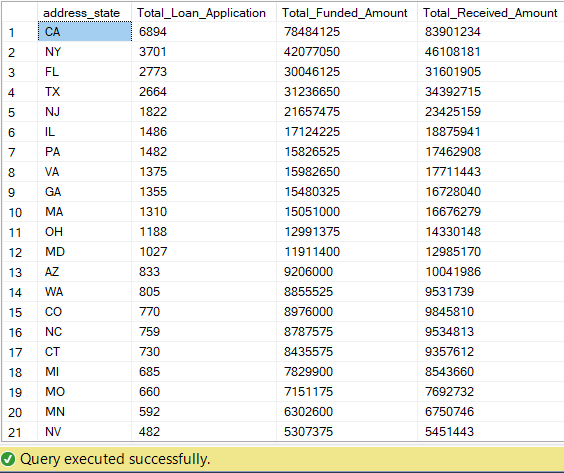 address_state Total_Loan_Application Total_Funded_Amount Total_Received_Amount
1 CA 6894 78484125 83901234
2 NY 3701 42077050 46108181
3 FL 2773 30046125 31601905
4 TX 2664 31236650 34392715
5 NJ 1822 21657475 23425159
6 IL 1486 17124225 18875941
7 PA 1482 15826525 17462908
8 VA 1375 15982650 17711443
9 GA 1355 15480325 16728040
10 MA 1310 15051000 16676279
11 OH 1188 12991375 14330148
12 MD 1027 11911400 12985170
13 AZ 833 9206000 10041986
14 WA 805 8855525 9531739
15 CO 770 8976000 9845810
16 NC 759 8787575 9534813
17 CT 730 8435575 9357612
18 MI 685 7829900 8543660
19 MO 660 7151175 7692732
20 MN 592 6302600 6750746
21 NV 482 5307375 5451443
Query executed successfully.